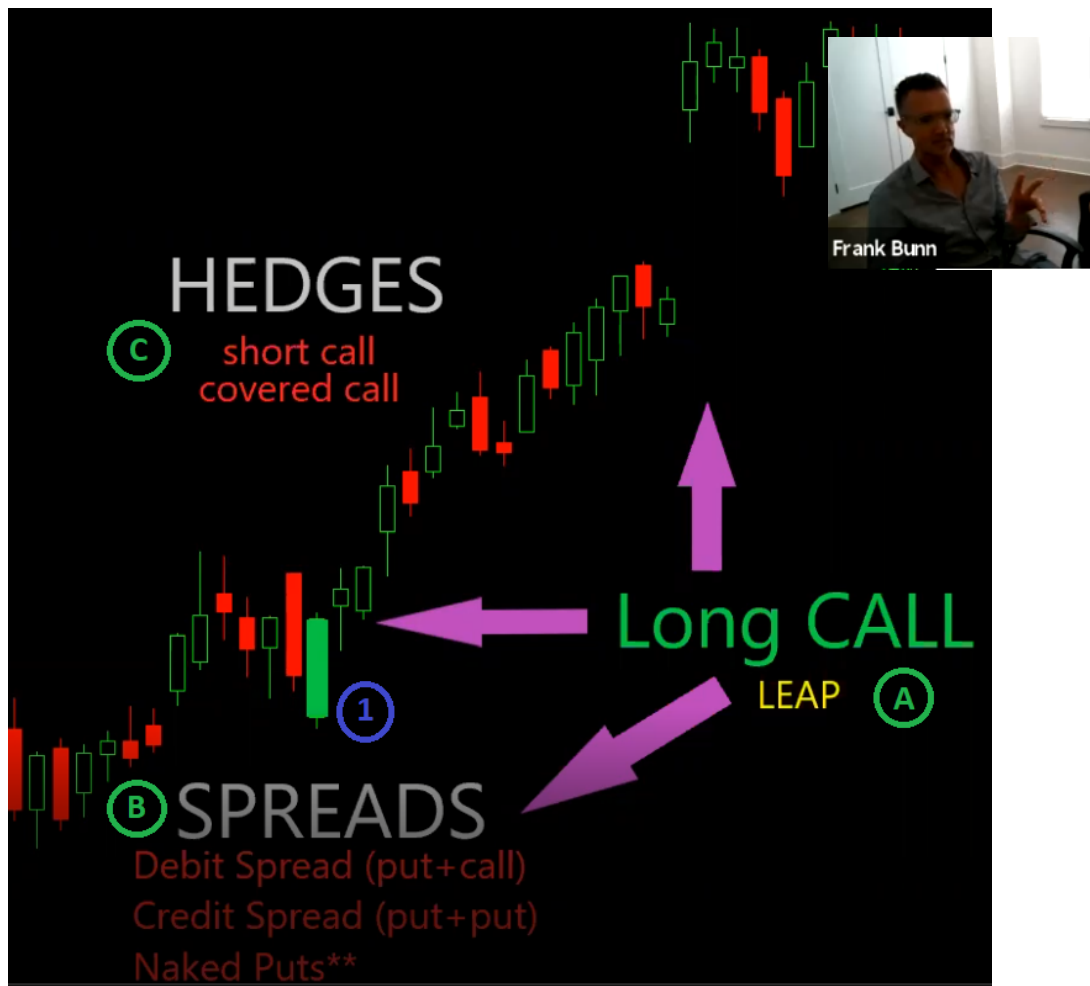 Frank Bunn
HEDGES
C
short call
covered call
Long CALL
LEAP
A
1
B
SPREADS
Debit Spread (put+call)
Credit Spread (put+put)
Naked Puts**